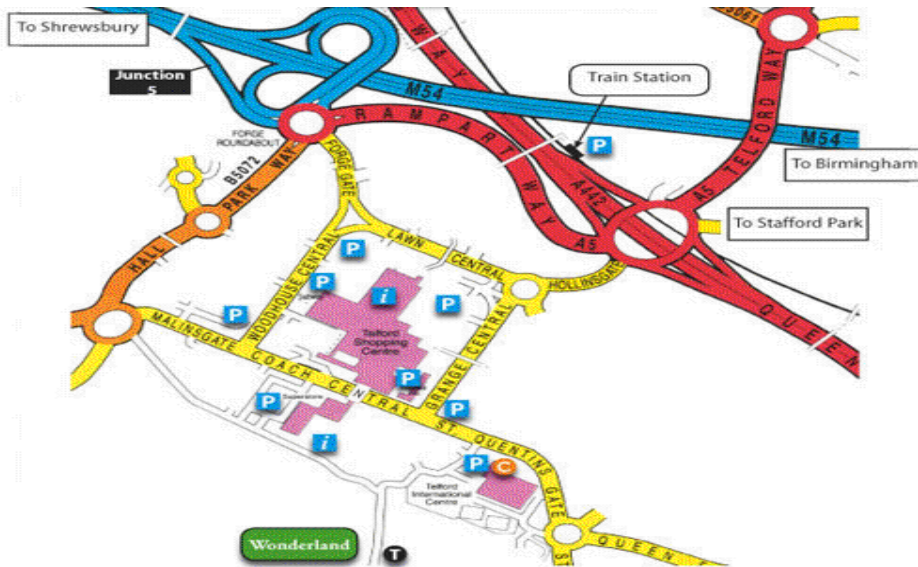 To Shrewsbury
Junction
5
M54
WAY
B5061
TELFORD WAY
A5
Train Station
P
M54
To Birmingham
FORGE
ROUNDABOUT
RAMPART
WAY
A5
A442
To Stafford Park
B5072
HALL PARK WAY
FORGE GATE
LAWN
CENTRAL
HOLLINSGATE
QUEEN
P
P
i
P
P
WOODHOUSE CENTRAL
MALINSGATE
Telford
Shopping
Centre
GRANGE CENTRAL
COACH CENTRAL
P
P
Superstore
P
i
ST. QUENTINS GATE
P
C
Telford
International
Centre
Wonderland
T
QUEEN
ST